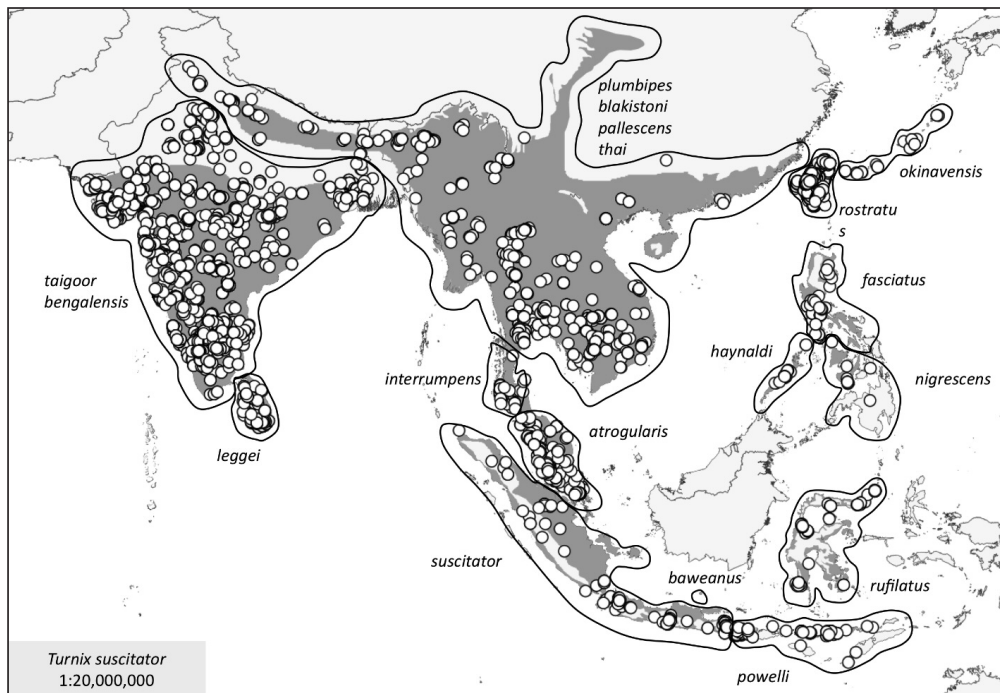 plumbipes
blakistoni
pallescens
thai
okinavensis
rostratu
s
taigoor
bengalensis
fasciatus
haynaldi
nigrescens
interrumpens
atrogularis
leggei
suscitator
baweanus
rufilatus
powelli
Turnix suscitator
1:20,000,000